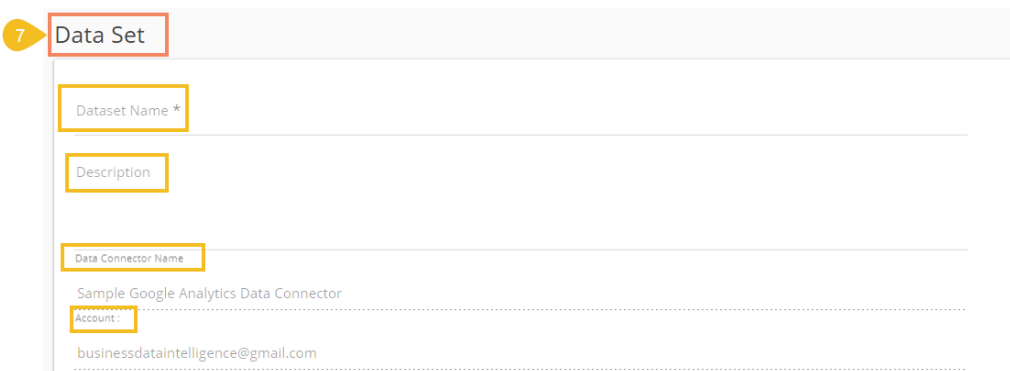 7
Data Set
Dataset Name *
Description
Data Connector Name
Sample Google Analytics Data Connector
Account :
businessdataintelligence@gmail.com